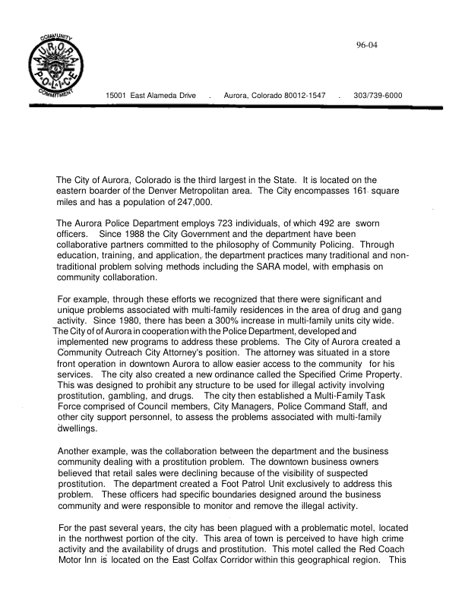 96-04
COMMUNITY
AURORA
POLICE
COMMITMENT
15001 East Alameda Drive . Aurora, Colorado 80012-1547 . 303/739-6000
The City of Aurora, Colorado is the third largest in the State. It is located on the
eastern boarder of the Denver Metropolitan area. The City encompasses 161 square
miles and has a population of 247,000.
The Aurora Police Department employs 723 individuals, of which 492 are sworn
officers. Since 1988 the City Government and the department have been
collaborative partners committed to the philosophy of Community Policing. Through
education, training, and application, the department practices many traditional and non-
traditional problem solving methods including the SARA model, with emphasis on
community collaboration.
For example, through these efforts we recognized that there were significant and
unique problems associated with multi-family residences in the area of drug and gang
activity. Since 1980, there has been a 300% increase in multi-family units city wide.
The City of of Aurora in cooperation with the Police Department, developed and
implemented new programs to address these problems. The City of Aurora created a
Community Outreach City Attorney's position. The attorney was situated in a store
front operation in downtown Aurora to allow easier access to the community for his
services. The city also created a new ordinance called the Specified Crime Property.
This was designed to prohibit any structure to be used for illegal activity involving
prostitution, gambling, and drugs. The city then established a Multi-Family Task
Force comprised of Council members, City Managers, Police Command Staff, and
other city support personnel, to assess the problems associated with multi-family
dwellings.
Another example, was the collaboration between the department and the business
community dealing with a prostitution problem. The downtown business owners
believed that retail sales were declining because of the visibility of suspected
prostitution. The department created a Foot Patrol Unit exclusively to address this
problem. These officers had specific boundaries designed around the business
community and were responsible to monitor and remove the illegal activity.
For the past several years, the city has been plagued with a problematic motel, located
in the northwest portion of the city. This area of town is perceived to have high crime
activity and the availability of drugs and prostitution. This motel called the Red Coach
Motor Inn is located on the East Colfax Corridor within this geographical region. This